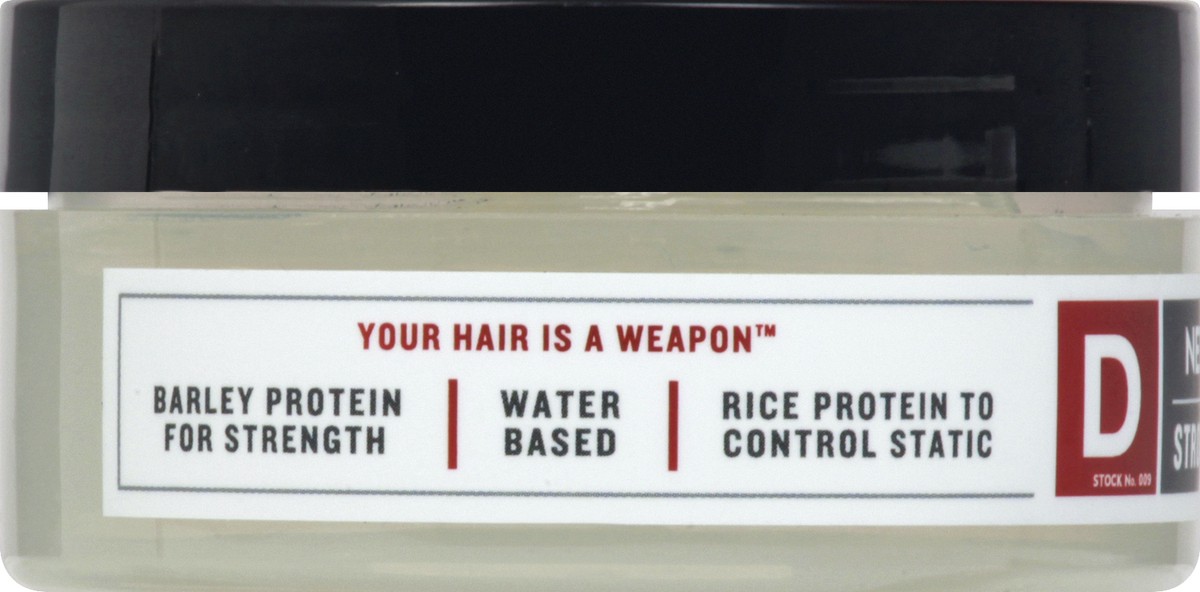 YOUR HAIR IS A WEAPON™
BARLEY PROTEIN
FOR STRENGTH
WATER
BASED
RICE PROTEIN TO
CONTROL STATIC
D
STOCK No. 009